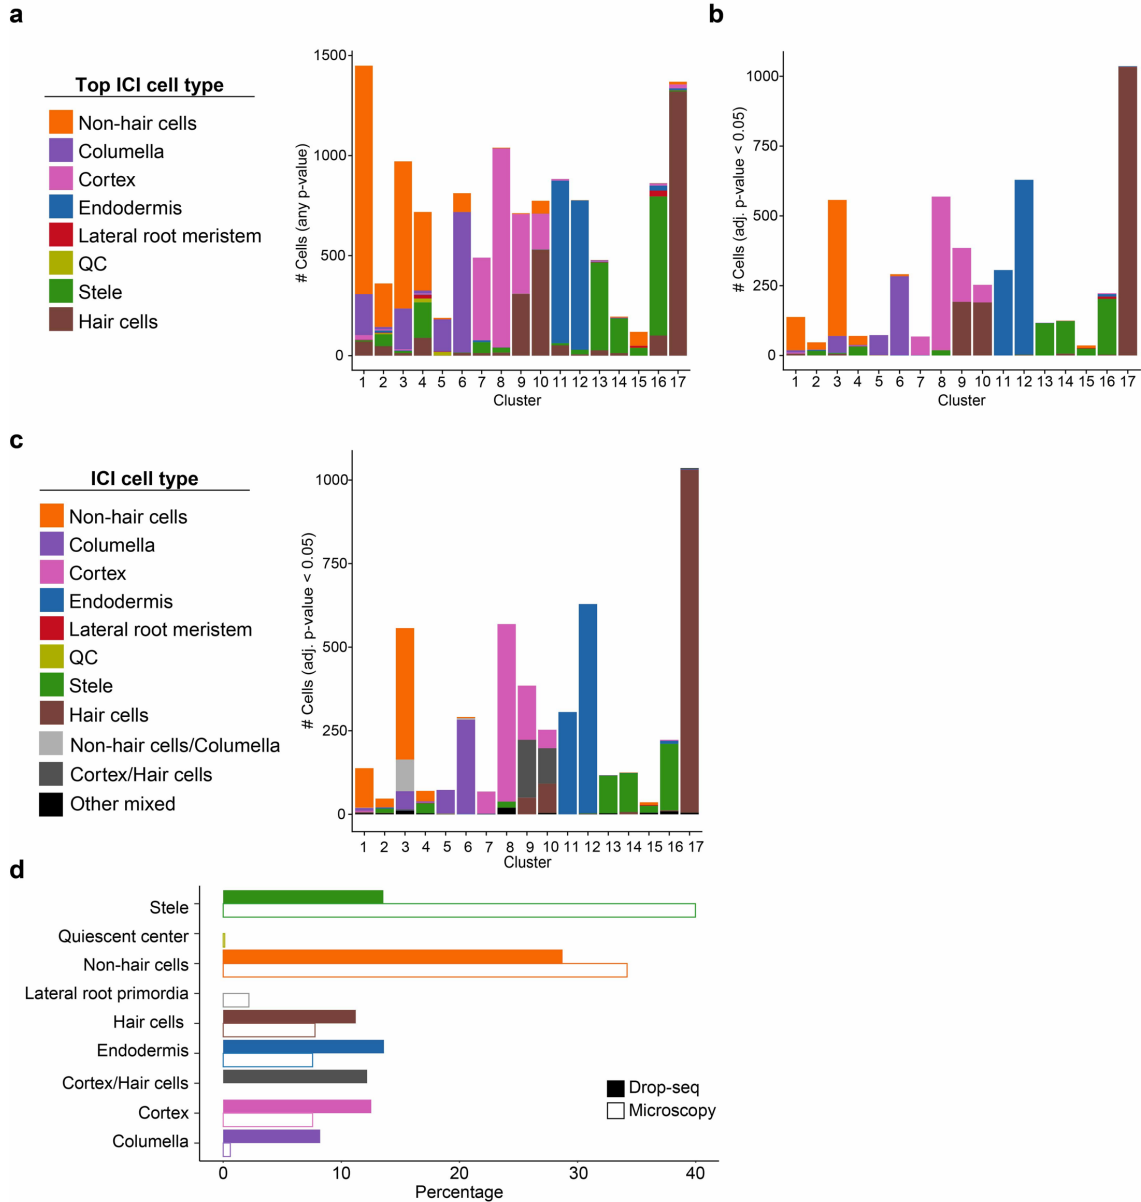 a
Top ICI cell type
Non-hair cells
Columella
Cortex
Endodermis
Lateral root meristem
QC
Stele
Hair cells
# Cells (any p-value)
1500
1000
500
0
1 2 3 4 5 6 7 8 9 10 11 12 13 14 15 16 17
Cluster
b
# Cells (adj. p-value < 0.05)
1000
750
500
250
0
1 2 3 4 5 6 7 8 9 10 11 12 13 14 15 16 17
Cluster
c
ICI cell type
Non-hair cells
Columella
Cortex
Endodermis
Lateral root meristem
QC
Stele
Hair cells
Non-hair cells/Columella
Cortex/Hair cells
Other mixed
# Cells (adj. p-value < 0.05)
1000
750
500
250
0
1 2 3 4 5 6 7 8 9 10 11 12 13 14 15 16 17
Cluster
d
Stele
Quiescent center
Non-hair cells
Lateral root primordia
Hair cells
Endodermis
Cortex/Hair cells
Cortex
Columella
Drop-seq
Microscopy
0 10 20 30 40
Percentage